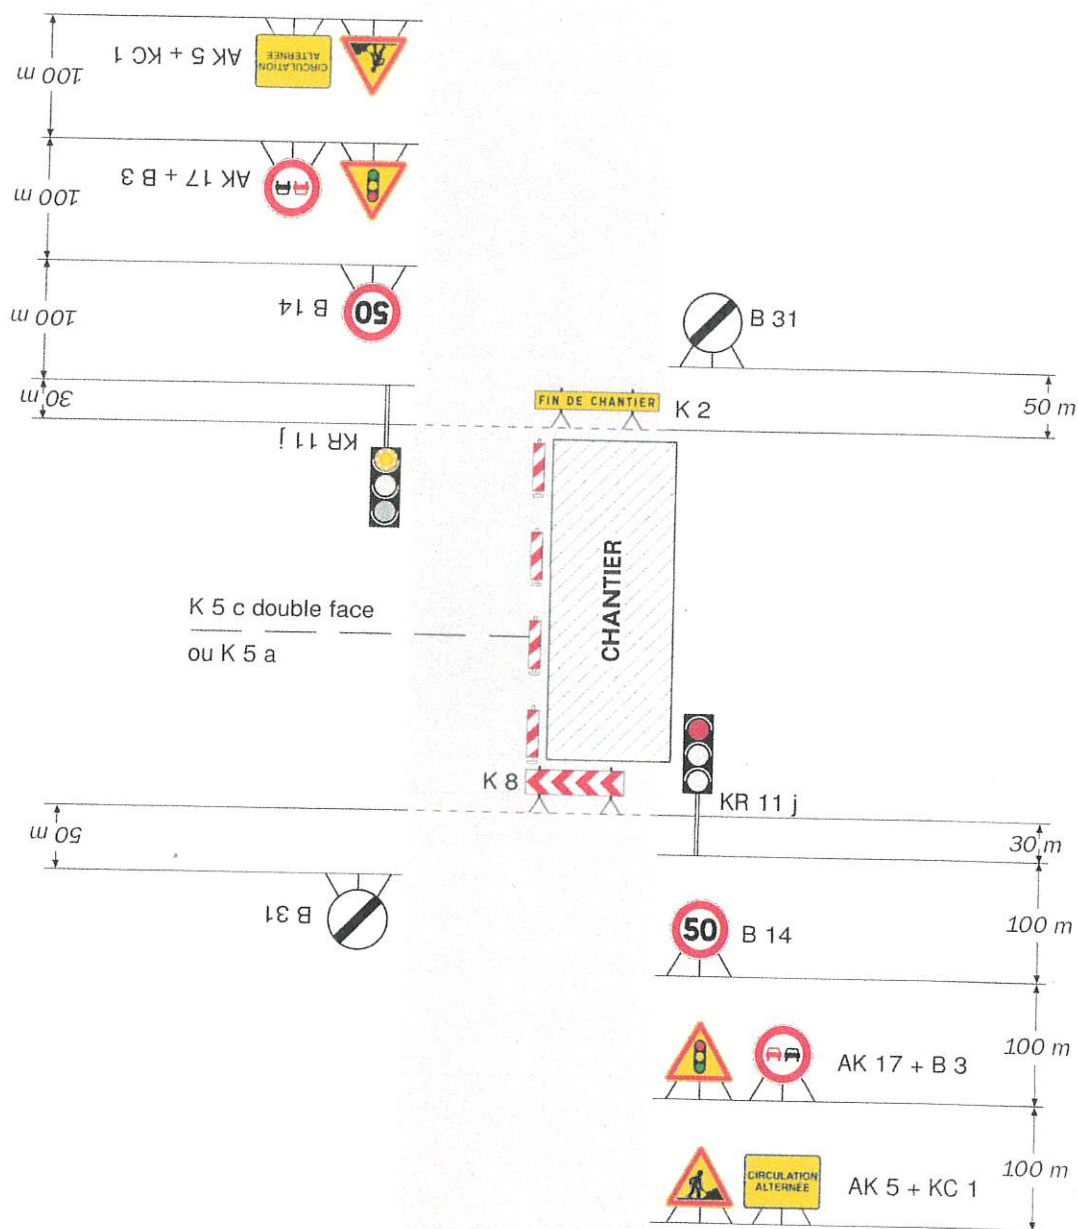 AK 5 + KC 1
CIRCULATION
ALTERNÉE
100 m
AK 17 + B 3
100 m
B 14
50
100 m
B 31
30 m
KR 11 j
FIN DE CHANTIER
K 2
50 m
CHANTIER
K 5 c double face
ou K 5 a
K 8
KR 11 j
50 m
30 m
B 31
50
B 14
100 m
AK 17 + B 3
100 m
CIRCULATION
ALTERNÉE
AK 5 + KC 1
100 m